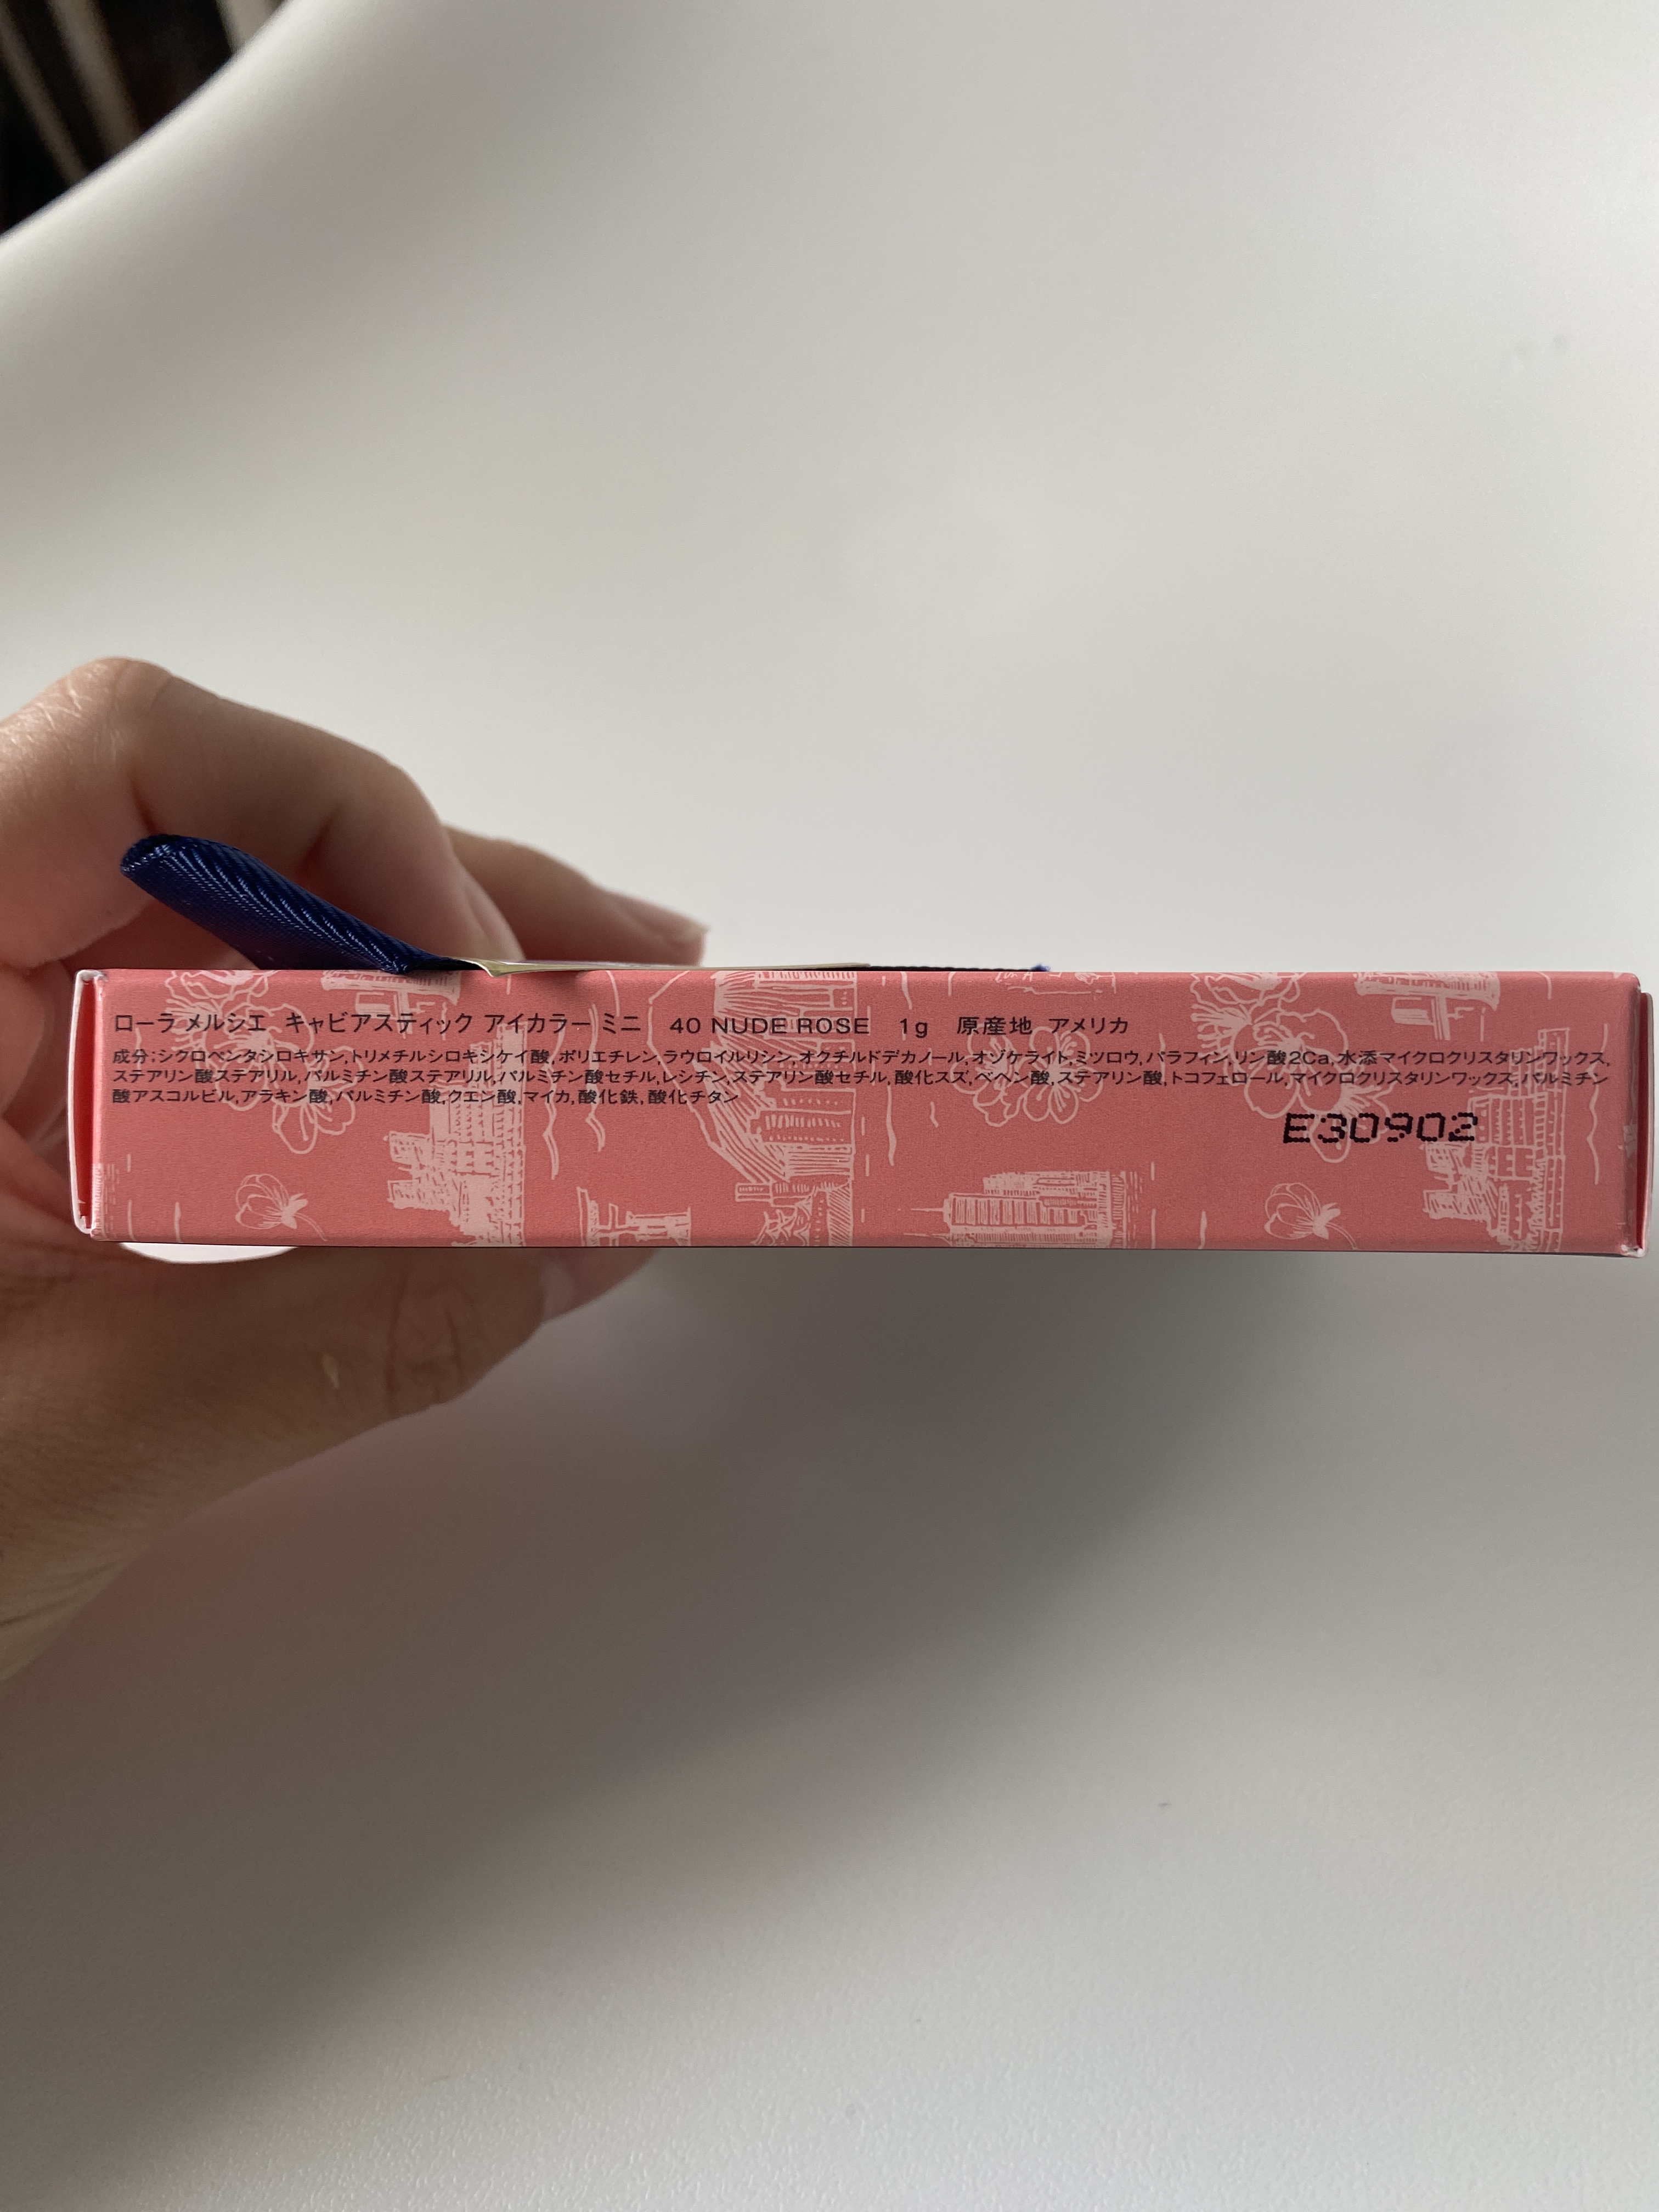 ローラ メルシエ キャビアスティック アイカラー ミニ 40 NUDE ROSE 1g 原産地 アメリカ
成分:シクロペンタシロキサン,トリメチルシロキシケイ酸,ポリエチレン,ラウロイルリシン,オクチルドデカノール,オゾケライト,ミツロウ,パラフィン,リン酸2Ca,水添マイクロクリスタリンワックス,
ステアリン酸ステアリル,パルミチン酸ステアリル,パルミチン酸セチル,レシチン,ステアリン酸セチル,酸化スズ,ベヘン酸,ステアリン酸,トコフェロール,マイクロクリスタリンワックス,パルミチン
酸アスコルビル,アラキン酸,パルミチン酸,クエン酸,マイカ,酸化鉄,酸化チタン
E30902